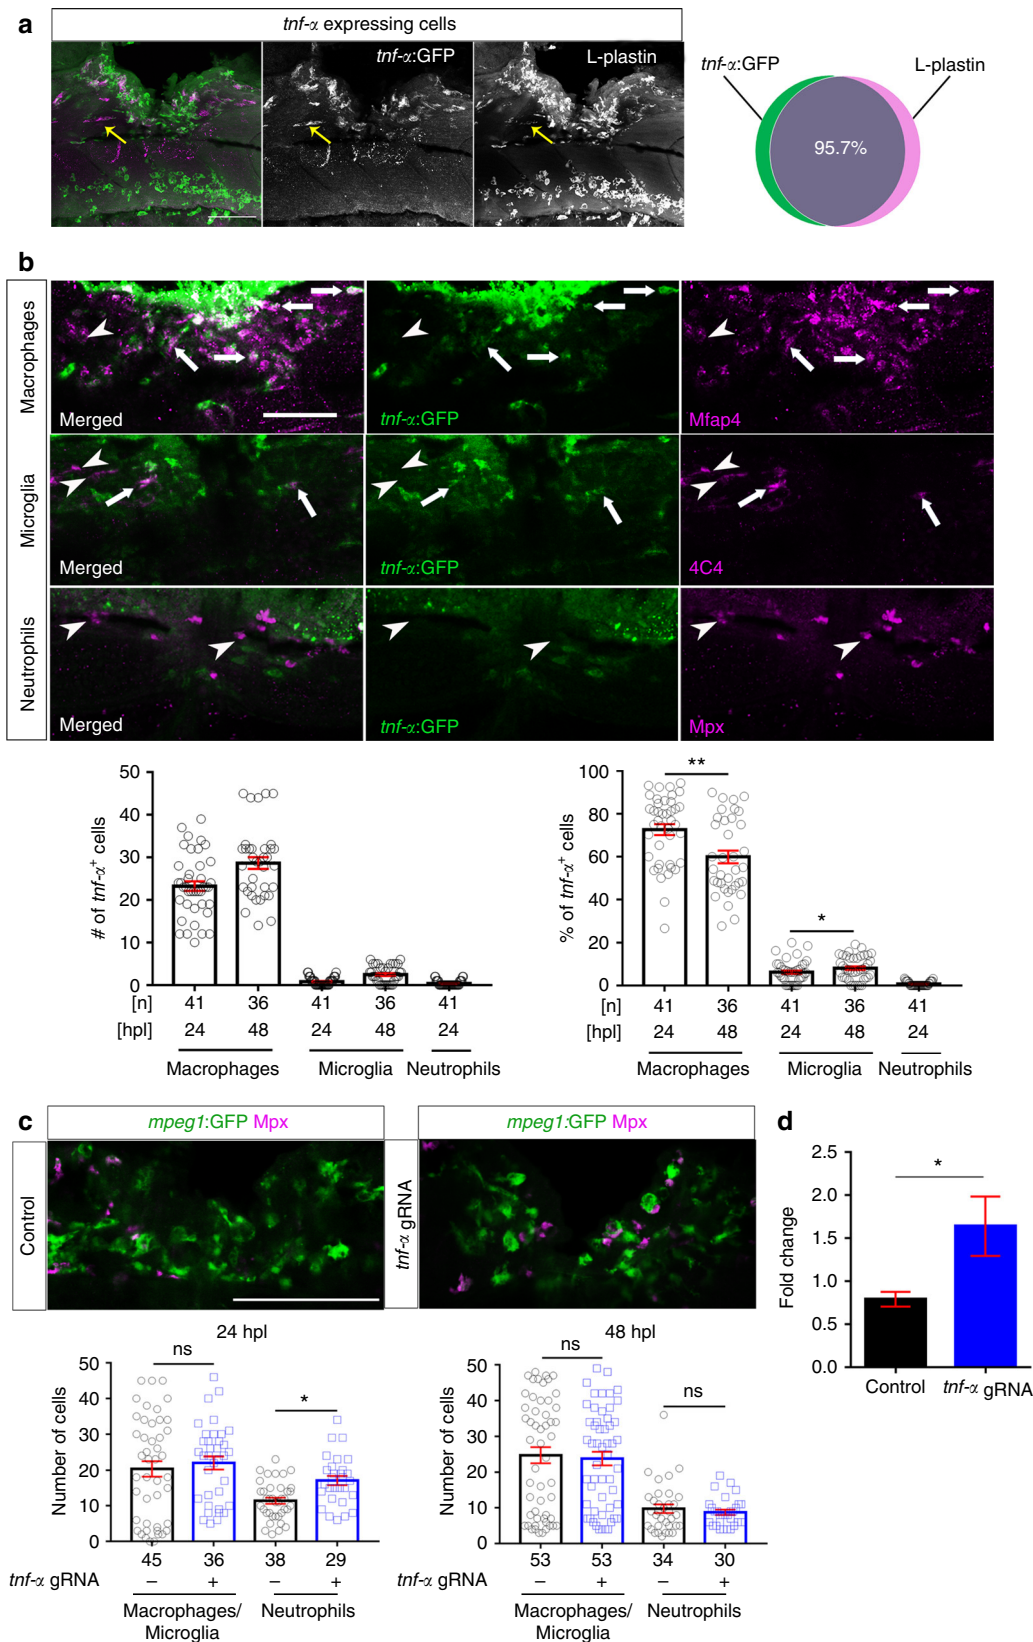 a
tnf-α expressing cells
tnf-α:GFP
L-plastin
tnf-α:GFP
L-plastin
95.7%
b
Macrophages
Merged
tnf-α:GFP
Mfap4
Microglia
Merged
tnf-α:GFP
4C4
Neutrophils
Merged
tnf-α:GFP
Mpx
# of tnf-α+ cells
50
40
30
20
10
0
[n] 41 36 41 36 41
[hpl] 24 48 24 48 24
Macrophages Microglia Neutrophils
% of tnf-α+ cells
100
80
60
40
20
0
** 
*
41 36 41 36 41
24 48 24 48 24
Macrophages Microglia Neutrophils
c
mpeg1:GFP Mpx
mpeg1:GFP Mpx
Control
tnf-α gRNA
24 hpl
Number of cells
50
40
30
20
10
0
ns
*
45 36 38 29
tnf-α gRNA – + – +
Macrophages/
Microglia
Neutrophils
48 hpl
Number of cells
50
40
30
20
10
0
ns
ns
53 53 34 30
tnf-α gRNA – + – +
Macrophages/
Microglia
Neutrophils
d
Fold change
2.5
2.0
1.5
1.0
0.5
0.0
*
Control tnf-α gRNA